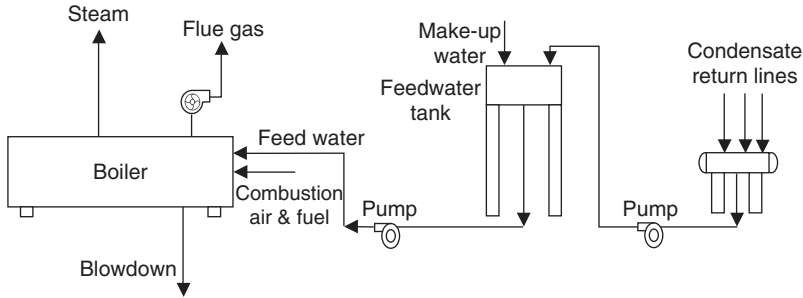 Steam
Flue gas
Make-up
water
Condensate
return lines
Feedwater
tank
Feed water
Boiler
Combustion
air & fuel
Pump
Pump
Blowdown